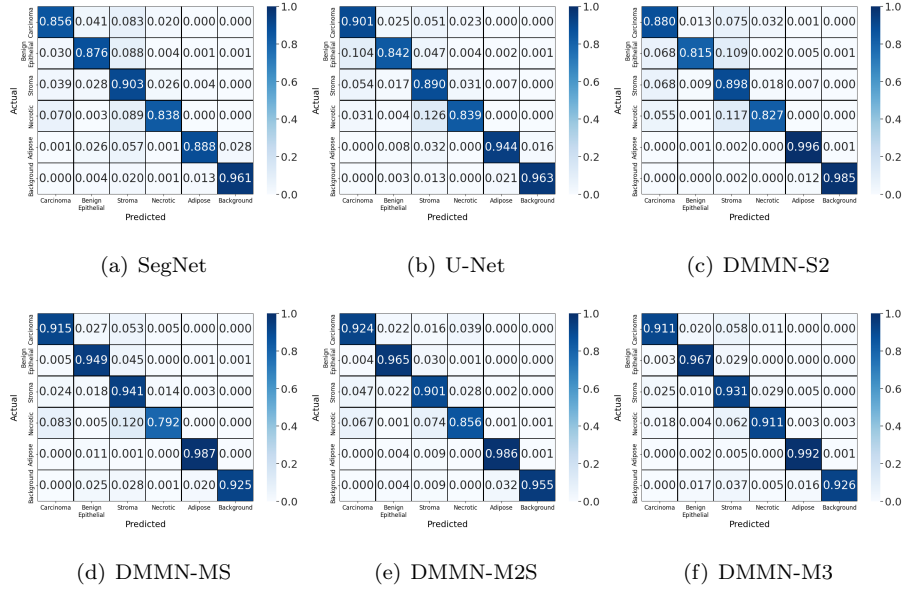 Actual
Carcinoma 0.856 0.041 0.083 0.020 0.000 0.000 1.0
Benign Epithelial 0.030 0.876 0.088 0.004 0.001 0.001 0.8
Stroma 0.039 0.028 0.903 0.026 0.004 0.000 0.6
Necrotic 0.070 0.003 0.089 0.838 0.000 0.000 0.4
Adipose 0.001 0.026 0.057 0.001 0.888 0.028 0.2
Background 0.000 0.004 0.020 0.001 0.013 0.961 0.0
Carcinoma Benign Epithelial Stroma Necrotic Adipose Background
Predicted
(a) SegNet
Actual
Carcinoma 0.901 0.025 0.051 0.023 0.000 0.000 1.0
Benign Epithelial 0.104 0.842 0.047 0.004 0.002 0.001 0.8
Stroma 0.054 0.017 0.890 0.031 0.007 0.000 0.6
Necrotic 0.031 0.004 0.126 0.839 0.000 0.000 0.4
Adipose 0.000 0.008 0.032 0.000 0.944 0.016 0.2
Background 0.000 0.003 0.013 0.000 0.021 0.963 0.0
Carcinoma Benign Epithelial Stroma Necrotic Adipose Background
Predicted
(b) U-Net
Actual
Carcinoma 0.880 0.013 0.075 0.032 0.000 0.000 1.0
Benign Epithelial 0.068 0.815 0.109 0.002 0.005 0.001 0.8
Stroma 0.068 0.009 0.898 0.018 0.007 0.000 0.6
Necrotic 0.055 0.001 0.117 0.827 0.000 0.000 0.4
Adipose 0.000 0.001 0.002 0.000 0.996 0.001 0.2
Background 0.000 0.000 0.002 0.000 0.012 0.985 0.0
Carcinoma Benign Epithelial Stroma Necrotic Adipose Background
Predicted
(c) DMMN-S2
Actual
Carcinoma 0.915 0.027 0.053 0.005 0.000 0.000 1.0
Benign Epithelial 0.005 0.949 0.045 0.000 0.001 0.001 0.8
Stroma 0.024 0.018 0.941 0.014 0.003 0.000 0.6
Necrotic 0.083 0.005 0.120 0.792 0.000 0.000 0.4
Adipose 0.000 0.011 0.001 0.000 0.987 0.000 0.2
Background 0.000 0.025 0.028 0.001 0.020 0.925 0.0
Carcinoma Benign Epithelial Stroma Necrotic Adipose Background
Predicted
(d) DMMN-MS
Actual
Carcinoma 0.924 0.022 0.016 0.039 0.000 0.000 1.0
Benign Epithelial 0.004 0.965 0.030 0.001 0.000 0.000 0.8
Stroma 0.047 0.022 0.901 0.028 0.002 0.000 0.6
Necrotic 0.067 0.001 0.074 0.856 0.001 0.001 0.4
Adipose 0.000 0.004 0.009 0.000 0.986 0.001 0.2
Background 0.000 0.004 0.009 0.000 0.032 0.955 0.0
Carcinoma Benign Epithelial Stroma Necrotic Adipose Background
Predicted
(e) DMMN-M2S
Actual
Carcinoma 0.911 0.020 0.058 0.011 0.000 0.000 1.0
Benign Epithelial 0.003 0.967 0.029 0.000 0.000 0.000 0.8
Stroma 0.025 0.010 0.931 0.029 0.005 0.000 0.6
Necrotic 0.018 0.004 0.062 0.911 0.003 0.003 0.4
Adipose 0.000 0.002 0.005 0.000 0.992 0.001 0.2
Background 0.000 0.017 0.037 0.005 0.016 0.926 0.0
Carcinoma Benign Epithelial Stroma Necrotic Adipose Background
Predicted
(f) DMMN-M3